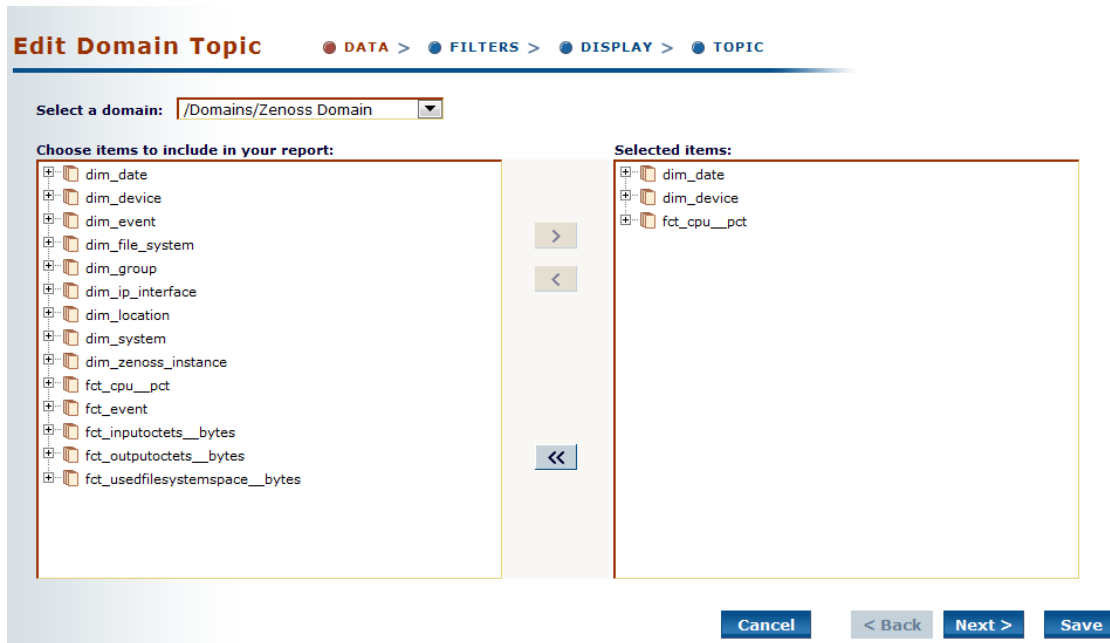 Edit Domain Topic DATA > FILTERS > DISPLAY > TOPIC
Select a domain: /Domains/Zenoss Domain
Choose items to include in your report:
dim_date
dim_device
dim_event
dim_file_system
dim_group
dim_ip_interface
dim_location
dim_system
dim_zenoss_instance
fct_cpu__pct
fct_event
fct_inputoctets__bytes
fct_outputoctets__bytes
fct_usedfilesystemspace__bytes
>
<
<<
Selected items:
dim_date
dim_device
fct_cpu__pct
Cancel < Back Next > Save